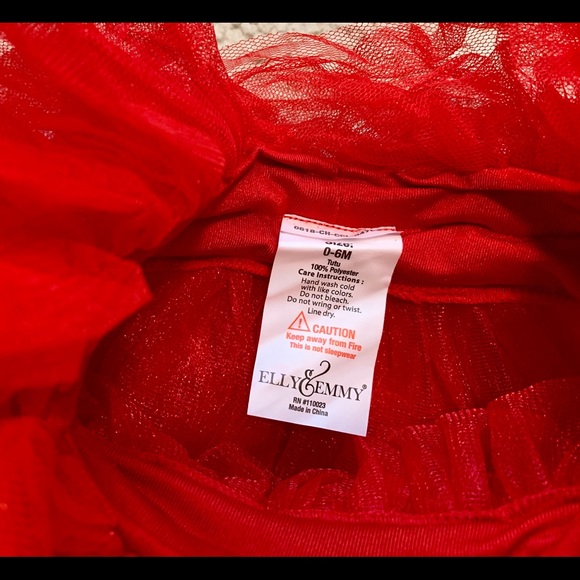 Size:
0-6M
Tutu
100% Polyester
Care Instructions :
Hand wash cold
with like colors.
Do not bleach.
Do not wring or twist.
Line dry.
⚠ CAUTION
Keep away from Fire
This is not sleepwear
ELLY & EMMY®
RN #110023
Made in China